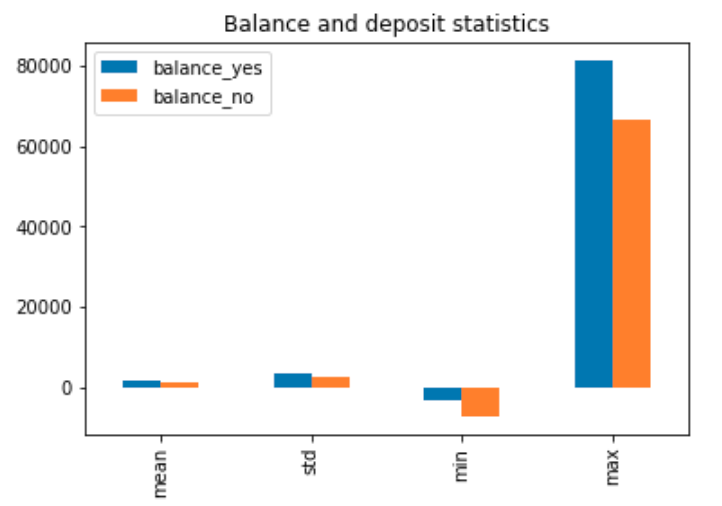 Balance and deposit statistics
balance_yes
balance_no
80000
60000
40000
20000
0
mean
std
min
max